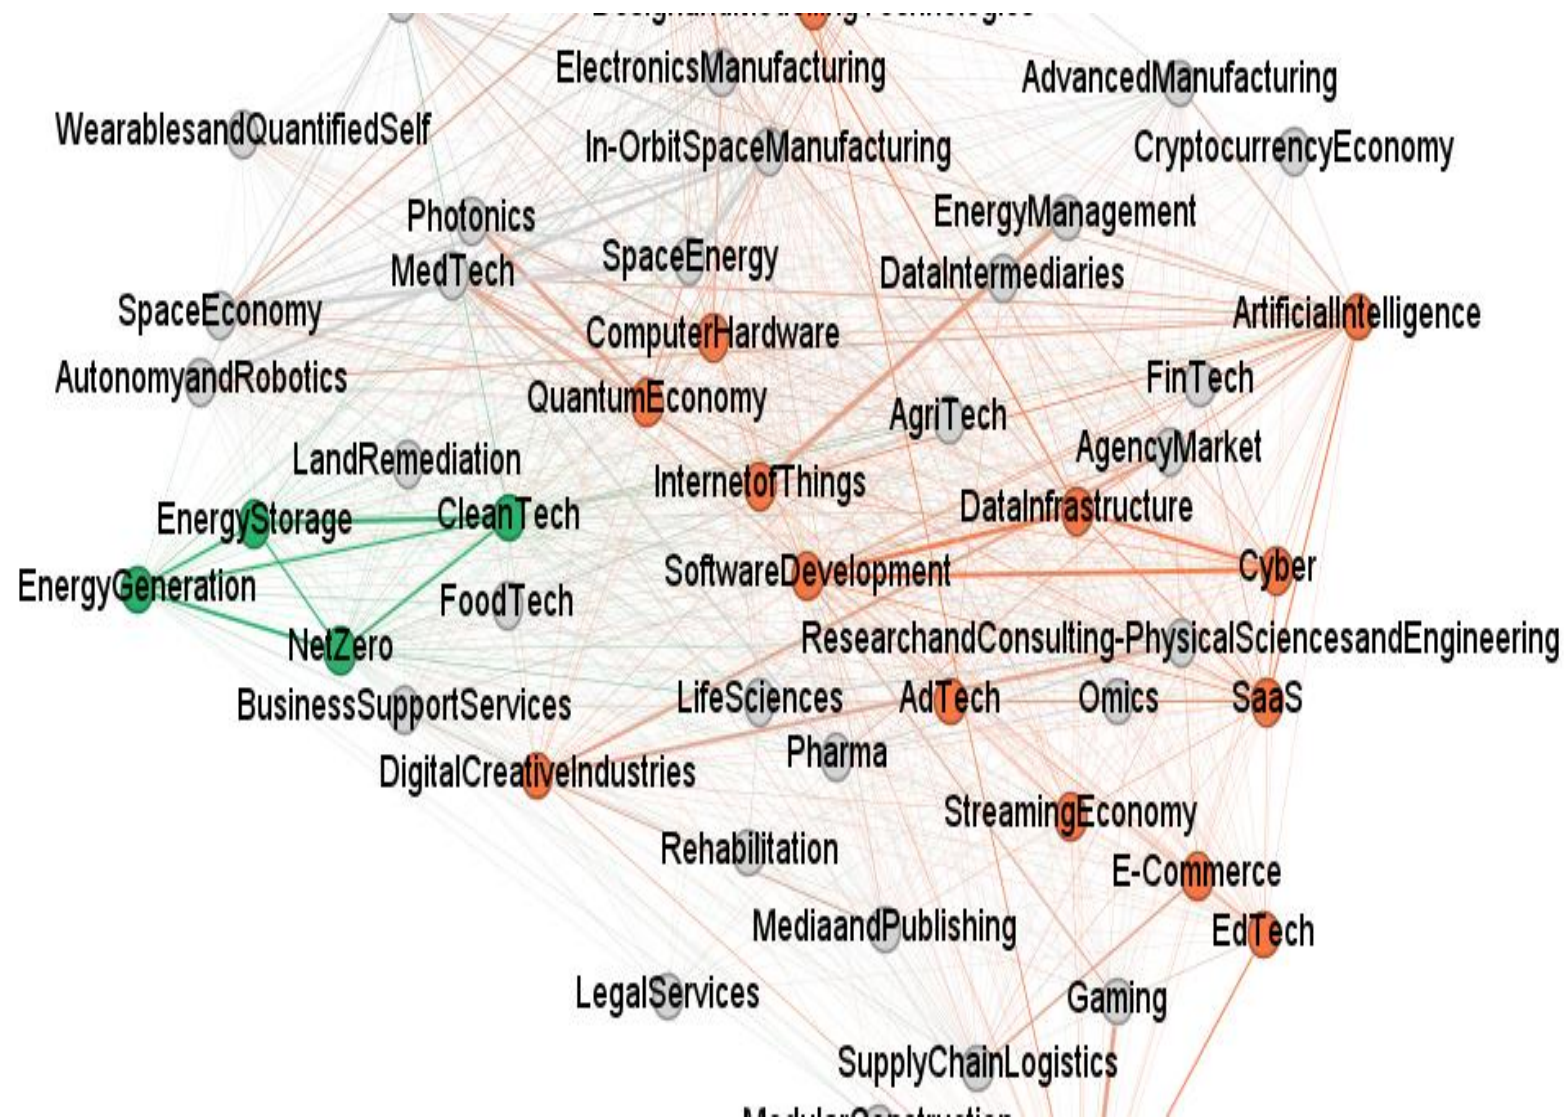 DesignandModellingTechnologies
ElectronicsManufacturing
AdvancedManufacturing
WearablesandQuantifiedSelf
In-OrbitSpaceManufacturing
CryptocurrencyEconomy
Photonics
EnergyManagement
SpaceEnergy
MedTech
DataIntermediaries
SpaceEconomy
ArtificialIntelligence
ComputerHardware
AutonomyandRobotics
FinTech
QuantumEconomy
AgriTech
AgencyMarket
LandRemediation
InternetofThings
DataInfrastructure
EnergyStorage
CleanTech
Cyber
SoftwareDevelopment
EnergyGeneration
FoodTech
ResearchandConsulting-PhysicalSciencesandEngineering
NetZero
LifeSciences
AdTech
Omics
SaaS
BusinessSupportServices
Pharma
DigitalCreativeIndustries
StreamingEconomy
Rehabilitation
E-Commerce
MediaandPublishing
EdTech
LegalServices
Gaming
SupplyChainLogistics
ModularConstruction